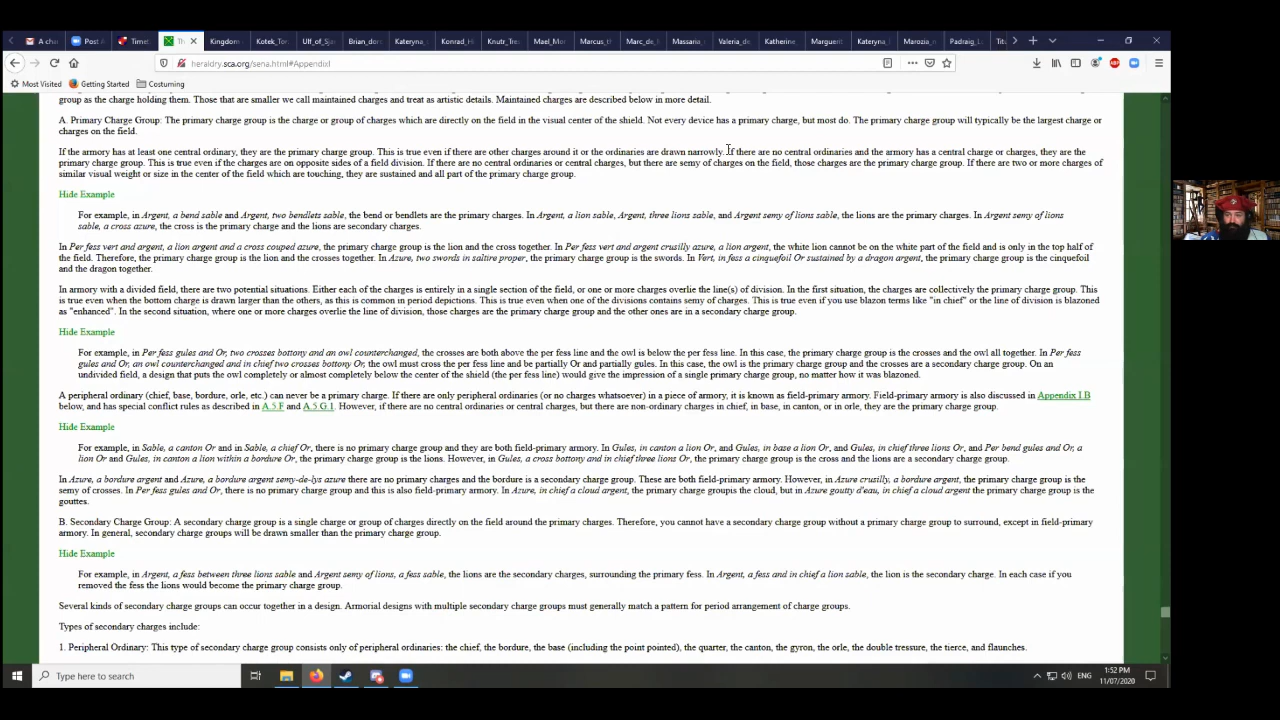 A cha
Post A
Timet
Th
Kingdom
Kotek_Tor
Ulf_of_Sja
Brian_doro
Kateryna_
Konrad_H
Knutr_Tre
Mael_Mor
Marcus_th
Marc_de_
Massaria_
Valeria_de
Katherine_
Marguerit
Kateryna_
Marozia_n
Padraig_L
Tit
heraldry.sca.org/sena.html#AppendixI
Most Visited
Getting Started
Costuming
group as the charge holding them. Those that are smaller we call maintained charges and treat as artistic details. Maintained charges are described below in more detail.
A. Primary Charge Group: The primary charge group is the charge or group of charges which are directly on the field in the visual center of the shield. Not every device has a primary charge, but most do. The primary charge group will typically be the largest charge or
charges on the field.
If the armory has at least one central ordinary, they are the primary charge group. This is true even if there are other charges around it or the ordinaries are drawn narrowly. If there are no central ordinaries and the armory has a central charge or charges, they are the
primary charge group. This is true even if the charges are on opposite sides of a field division. If there are no central ordinaries or central charges, but there are semy of charges on the field, those charges are the primary charge group. If there are two or more charges of
similar visual weight or size in the center of the field which are touching, they are sustained and all part of the primary charge group.
Hide Example
For example, in Argent, a bend sable and Argent, two bendlets sable, the bend or bendlets are the primary charges. In Argent, a lion sable, Argent, three lions sable, and Argent semy of lions sable, the lions are the primary charges. In Argent semy of lions
sable, a cross azure, the cross is the primary charge and the lions are secondary charges.
In Per fess vert and argent, a lion argent and a cross couped azure, the primary charge group is the lion and the cross together. In Per fess vert and argent crusilly azure, a lion argent, the white lion cannot be on the white part of the field and is only in the top half of
the field. Therefore, the primary charge group is the lion and the crosses together. In Azure, two swords in saltire proper, the primary charge group is the swords. In Vert, in fess a cinquefoil Or sustained by a dragon argent, the primary charge group is the cinquefoil
and the dragon together.
In armory with a divided field, there are two potential situations. Either each of the charges is entirely in a single section of the field, or one or more charges overlie the line(s) of division. In the first situation, the charges are collectively the primary charge group. This
is true even when the bottom charge is drawn larger than the others, as this is common in period depictions. This is true even when one of the divisions contains semy of charges. This is true even if you use blazon terms like "in chief" or the line of division is blazoned
as "enhanced". In the second situation, where one or more charges overlie the line of division, those charges are the primary charge group and the other ones are in a secondary charge group.
Hide Example
For example, in Per fess gules and Or, two crosses bottony and an owl counterchanged, the crosses are both above the per fess line and the owl is below the per fess line. In this case, the primary charge group is the crosses and the owl all together. In Per fess
gules and Or, an owl counterchanged and in chief two crosses bottony Or, the owl must cross the per fess line and be partially Or and partially gules. In this case, the owl is the primary charge group and the crosses are a secondary charge group. On an
undivided field, a design that puts the owl completely or almost completely below the center of the shield (the per fess line) would give the impression of a single primary charge group, no matter how it was blazoned.
A peripheral ordinary (chief, base, bordure, orle, etc.) can never be a primary charge. If there are only peripheral ordinaries (or no charges whatsoever) in a piece of armory, it is known as field-primary armory. Field-primary armory is also discussed in Appendix I.B
below, and has special conflict rules as described in A.5.F and A.5.G.1. However, if there are no central ordinaries or central charges, but there are non-ordinary charges in chief, in base, in canton, or in orle, they are the primary charge group.
Hide Example
For example, in Sable, a canton Or and in Sable, a chief Or, there is no primary charge group and they are both field-primary armory. In Gules, in canton a lion Or, and Gules, in base a lion Or, and Gules, in chief three lions Or, and Per bend gules and Or, a
lion Or and Gules, in canton a lion within a bordure Or, the primary charge group is the lions. However, in Gules, a cross bottony and in chief three lions Or, the primary charge group is the cross and the lions are a secondary charge group.
In Azure, a bordure argent and Azure, a bordure argent semy-de-lys azure there are no primary charges and the bordure is a secondary group. These are both field-primary armory. However, in Azure crusilly, a bordure argent, the primary charge group is the
semy of crosses. In Per fess gules and Or, there is no primary charge group and this is also field-primary armory. In Azure, in chief a cloud argent, the primary charge groups the cloud, but in Azure goutty d'eau, in chief a cloud argent the primary charge group is the
gouttes.
B. Secondary Charge Group: A secondary charge group is a single charge or group of charges directly on the field around the primary charges. Therefore, you cannot have a secondary charge group without a primary charge group to surround, except in field-primary
armory. In general, secondary charge groups will be drawn smaller than the primary charge group.
Hide Example
For example, in Argent, a fess between three lions sable and Argent semy of lions, a fess sable, the lions are the secondary charges, surrounding the primary fess. In Argent, a fess and in chief a lion sable, the lion is the secondary charge. In each case if you
removed the fess the lions would become the primary charge group.
Several kinds of secondary charge groups can occur together in a design. Armorial designs with multiple secondary charge groups must generally match a pattern for period arrangement of charge groups.
Types of secondary charges include:
1. Peripheral Ordinary: This type of secondary charge group consists only of peripheral ordinaries: the chief, the bordure, the base (including the point pointed), the quarter, the canton, the gyron, the orle, the double tressure, the tierce, and flaunches.
Type here to search
ENG
1:52 PM
11/07/2020